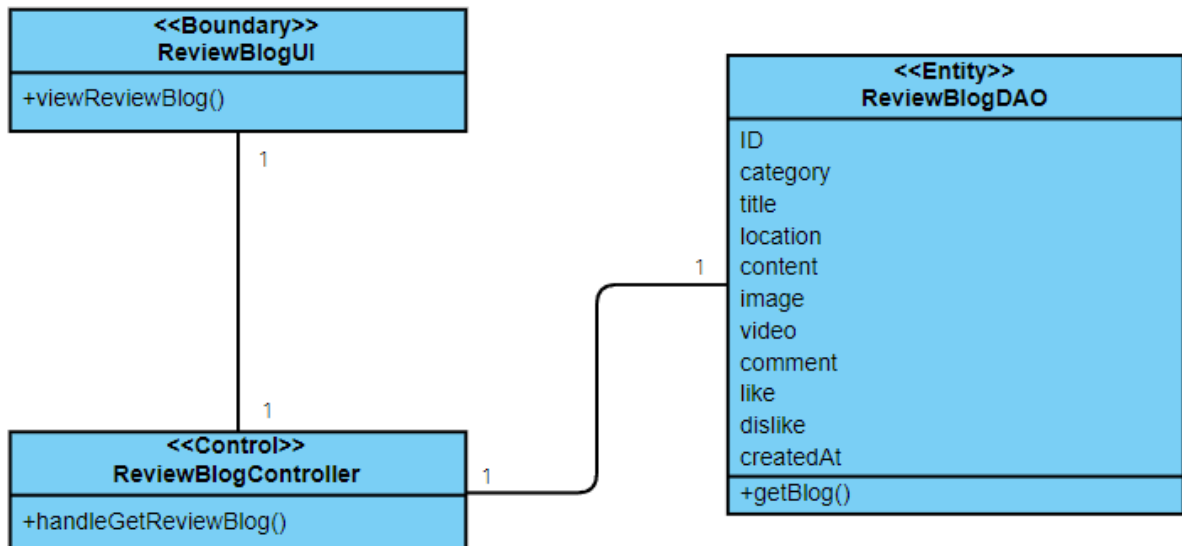 <<Boundary>>
ReviewBlogUI
+viewReviewBlog()
1
1
<<Control>>
ReviewBlogController
+handleGetReviewBlog()
1
1
<<Entity>>
ReviewBlogDAO
ID
category
title
location
content
image
video
comment
like
dislike
createdAt
+getBlog()